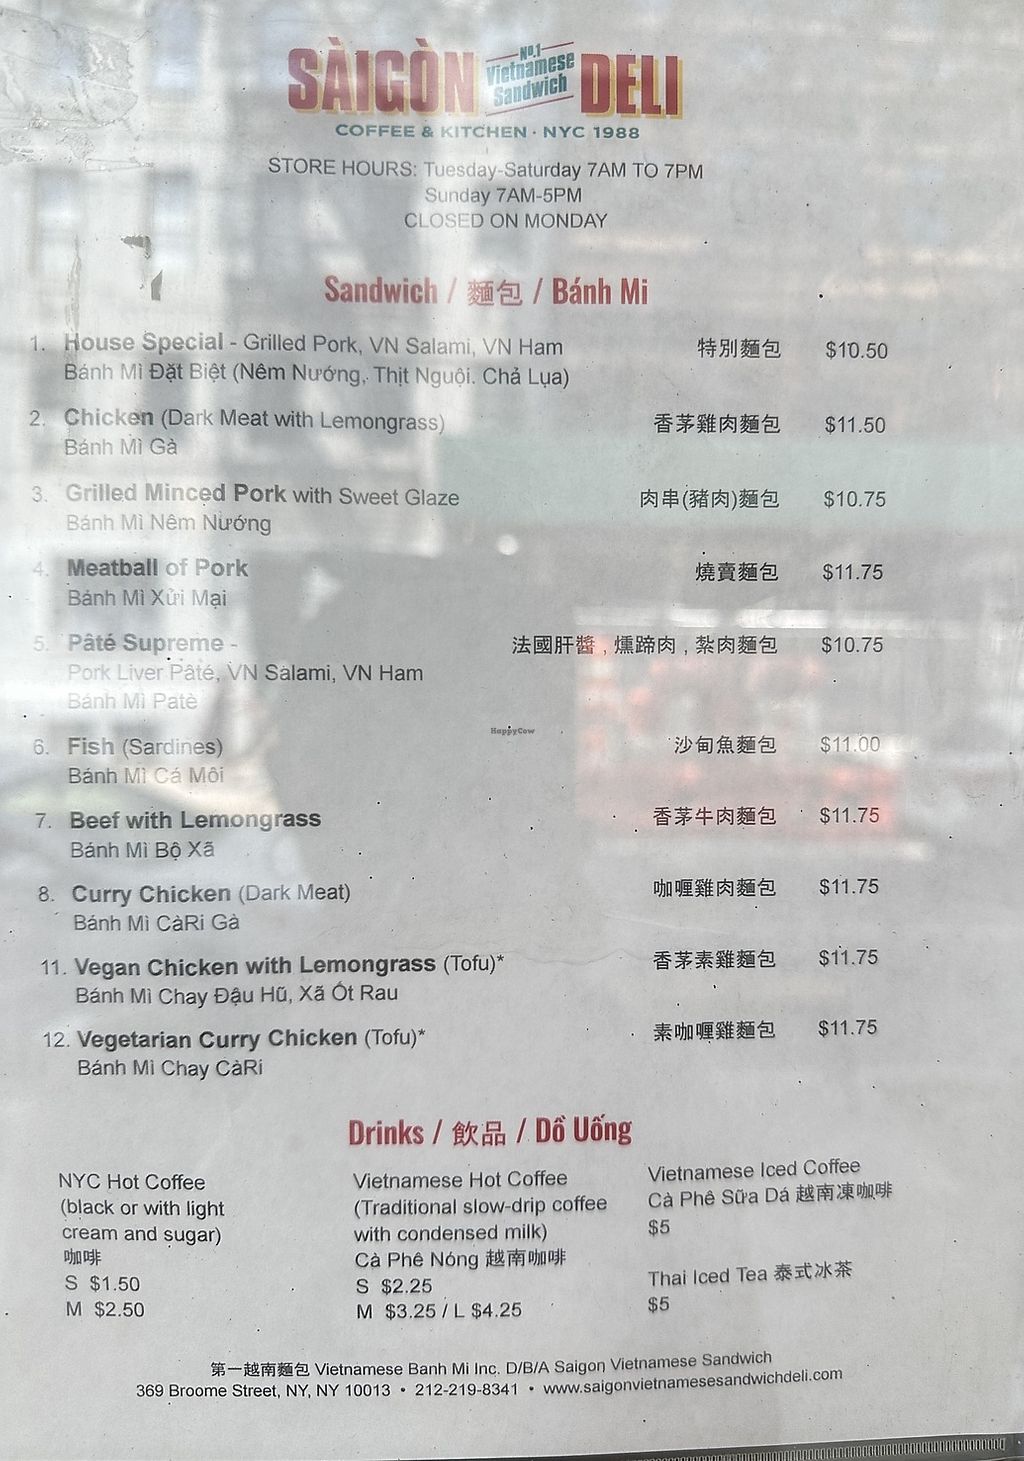 SÀIGÒN No.1 Vietnamese Sandwich DELI
COFFEE & KITCHEN · NYC 1988
STORE HOURS: Tuesday-Saturday 7AM TO 7PM
Sunday 7AM-5PM
CLOSED ON MONDAY
Sandwich / 麵包 / Bánh Mi
1. House Special - Grilled Pork, VN Salami, VN Ham 特別麵包 $10.50
Bánh Mì Đặt Biệt (Nêm Nướng, Thịt Nguội. Chả Lụa)
2. Chicken (Dark Meat with Lemongrass) 香茅雞肉麵包 $11.50
Bánh Mì Gà
3. Grilled Minced Pork with Sweet Glaze 肉串(豬肉)麵包 $10.75
Bánh Mì Nêm Nướng
4. Meatball of Pork 燒賣麵包 $11.75
Bánh Mì Xửi Mại
5. Pâté Supreme - 法國肝醬 , 燻蹄肉 , 紮肉麵包 $10.75
Pork Liver Pâté, VN Salami, VN Ham
Bánh Mì Patè
6. Fish (Sardines) 沙甸魚麵包 $11.00
Bánh Mì Cá Môi
7. Beef with Lemongrass 香茅牛肉麵包 $11.75
Bánh Mì Bộ Xã
8. Curry Chicken (Dark Meat) 咖喱雞肉麵包 $11.75
Bánh Mì CàRi Gà
11. Vegan Chicken with Lemongrass (Tofu)* 香茅素雞麵包 $11.75
Bánh Mì Chay Đậu Hũ, Xã Ót Rau
12. Vegetarian Curry Chicken (Tofu)* 素咖喱雞麵包 $11.75
Bánh Mì Chay CàRi
Drinks / 飲品 / Dồ Uống
NYC Hot Coffee
(black or with light
cream and sugar)
咖啡
S $1.50
M $2.50
Vietnamese Hot Coffee
(Traditional slow-drip coffee
with condensed milk)
Cà Phê Nóng 越南咖啡
S $2.25
M $3.25 / L $4.25
Vietnamese Iced Coffee
Cà Phê Sữa Dá 越南凍咖啡
$5
Thai Iced Tea 泰式冰茶
$5
第一越南麵包 Vietnamese Banh Mi Inc. D/B/A Saigon Vietnamese Sandwich
369 Broome Street, NY, NY 10013 • 212-219-8341 • www.saigonvietnamesesandwichdeli.com
HappyCow